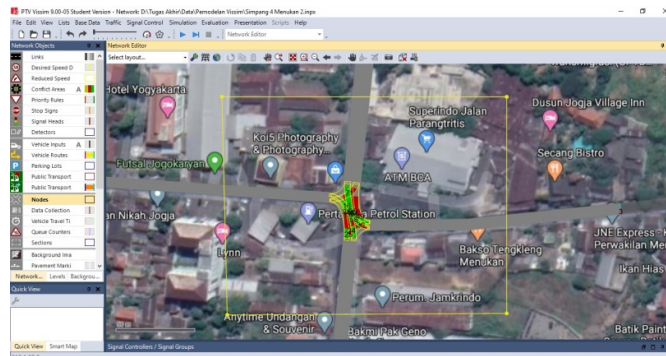 PTV Vissim 9.00-05 Student Version - Network: D:\Tugas Akhir\Data\Pemodelan Vissim\Simpang 4 Menukan 2.inpx
File Edit View Lists Base Data Traffic Signal Control Simulation Evaluation Presentation Scripts Help
Network Editor
Network Objects
Network Editor
Select layout...
Links
Desired Speed D
Reduced Speed
Conflict Areas A
Priority Rules
Stop Signs
Signal Heads
Detectors
Vehicle Inputs A
Vehicle Routes
Parking Lots
Public Transport
Public Transport
Nodes
Data Collection
Vehicle Travel Ti
Queue Counters
Sections
Background Ima
Pavement Marki
Network... Levels Backgrou...
Quick View
Quick View Smart Map
Hotel Yogyakarta
Superindo Jalan
Parangtritis
Dusun Jogja Village Inn
Koi5 Photography
& Photography...
Futsal Jogokaryan
ATM BCA
Secang Bistro
an Nikah Jogja
Petrol Station
Lynn
Bakso Tengkleng
Menukan
JNE Express -
Perwakilan Me
Ikan Hias
Perum. Jamkrindo
Anytime Undangan
& Souvenir
Bakmi Pak Geno
Batik Paint
Signal Controllers / Signal Groups